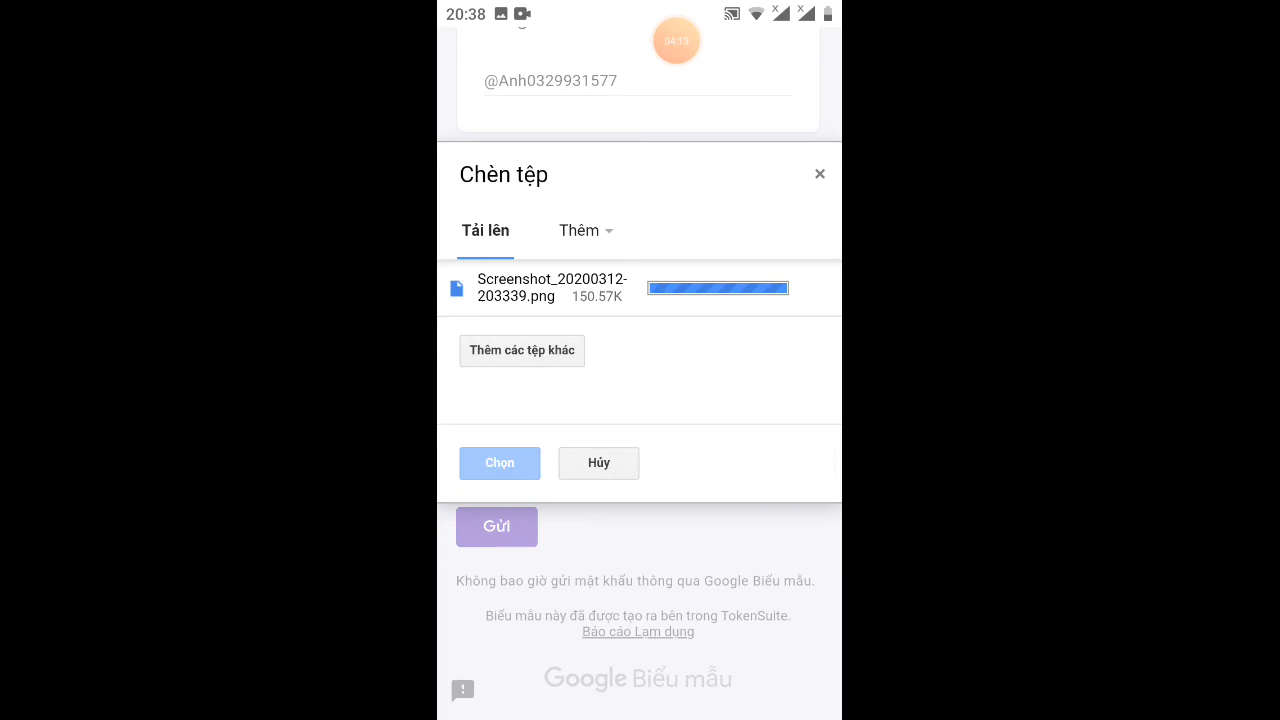 20:38
04:15
@Anh0329931577
Chèn tệp
×
Tải lên
Thêm
Screenshot_20200312-
203339.png 150.57K
Thêm các tệp khác
Chọn
Hủy
Gửi
Không bao giờ gửi mật khẩu thông qua Google Biểu mẫu.
Biểu mẫu này đã được tạo ra bên trong TokenSuite.
Báo cáo Lạm dụng
Google Biểu mẫu